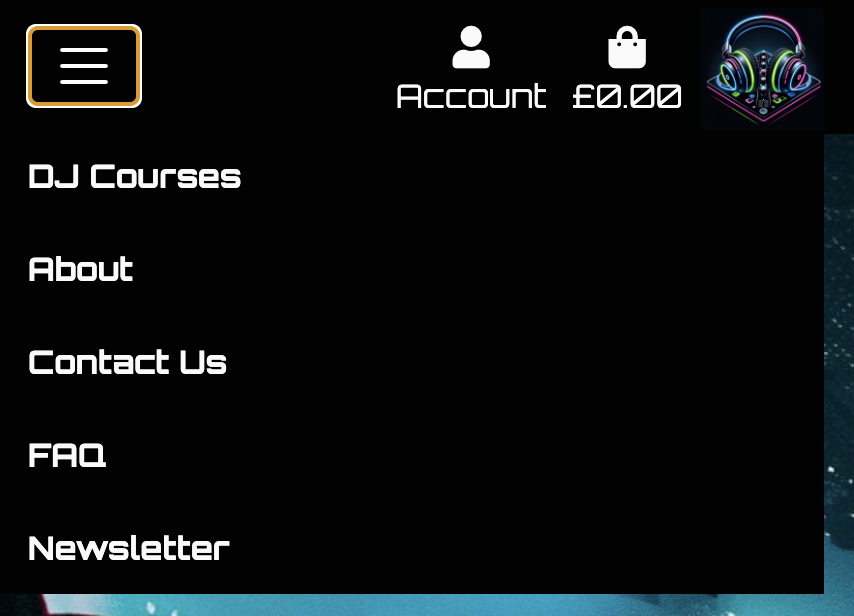 Account £0.00
DJ Courses
About
Contact Us
FAQ
Newsletter